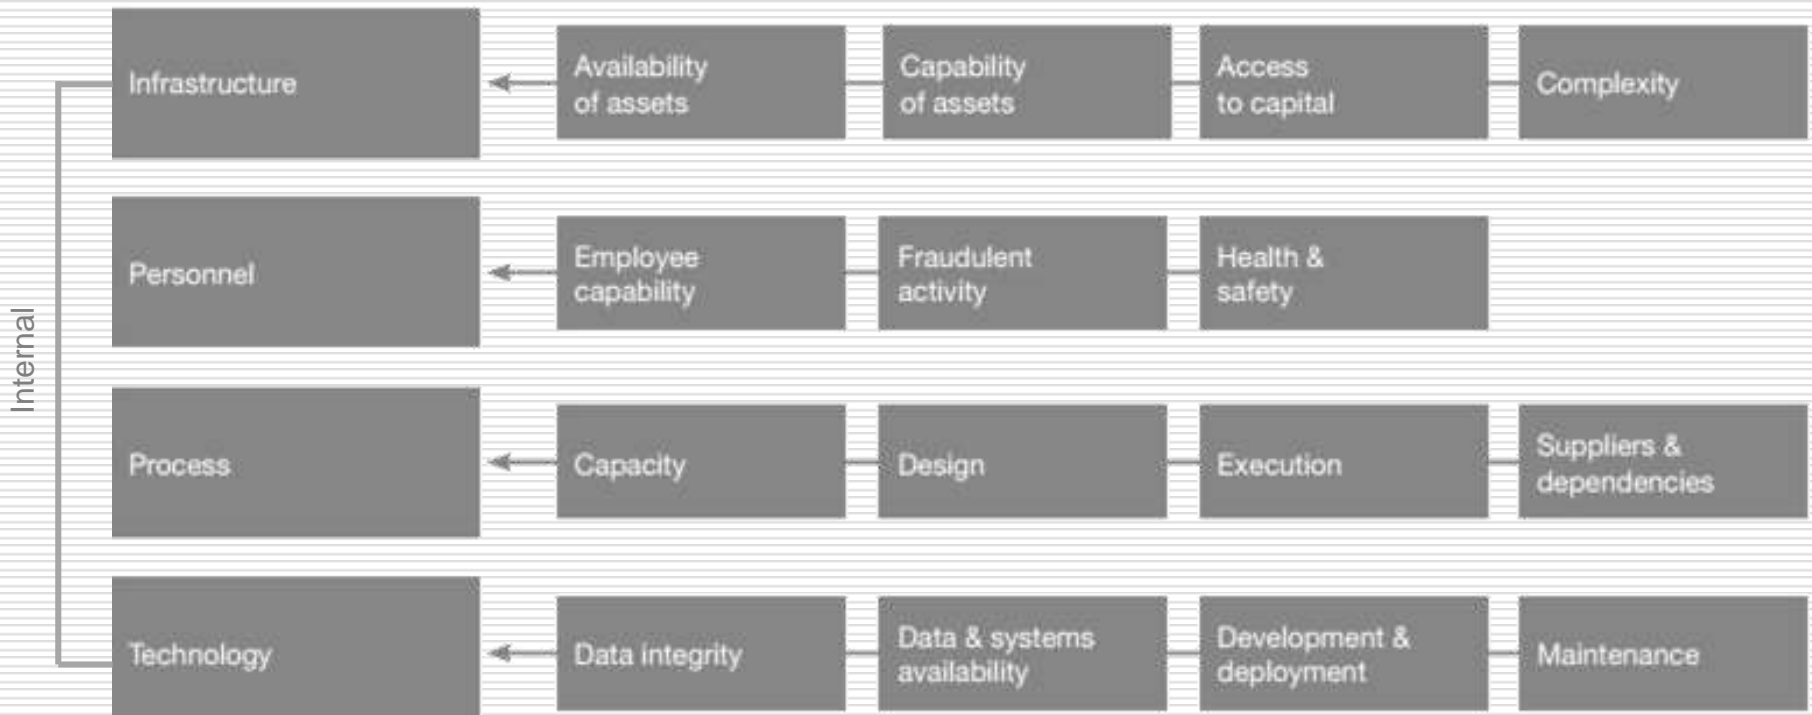 Infrastructure
Availability
of assets
Capability
of assets
Access
to capital
Complexity
Personnel
Employee
capability
Fraudulent
activity
Health &
safety
Internal
Process
Capacity
Design
Execution
Suppliers &
dependencies
Technology
Data integrity
Data & systems
availability
Development &
deployment
Maintenance